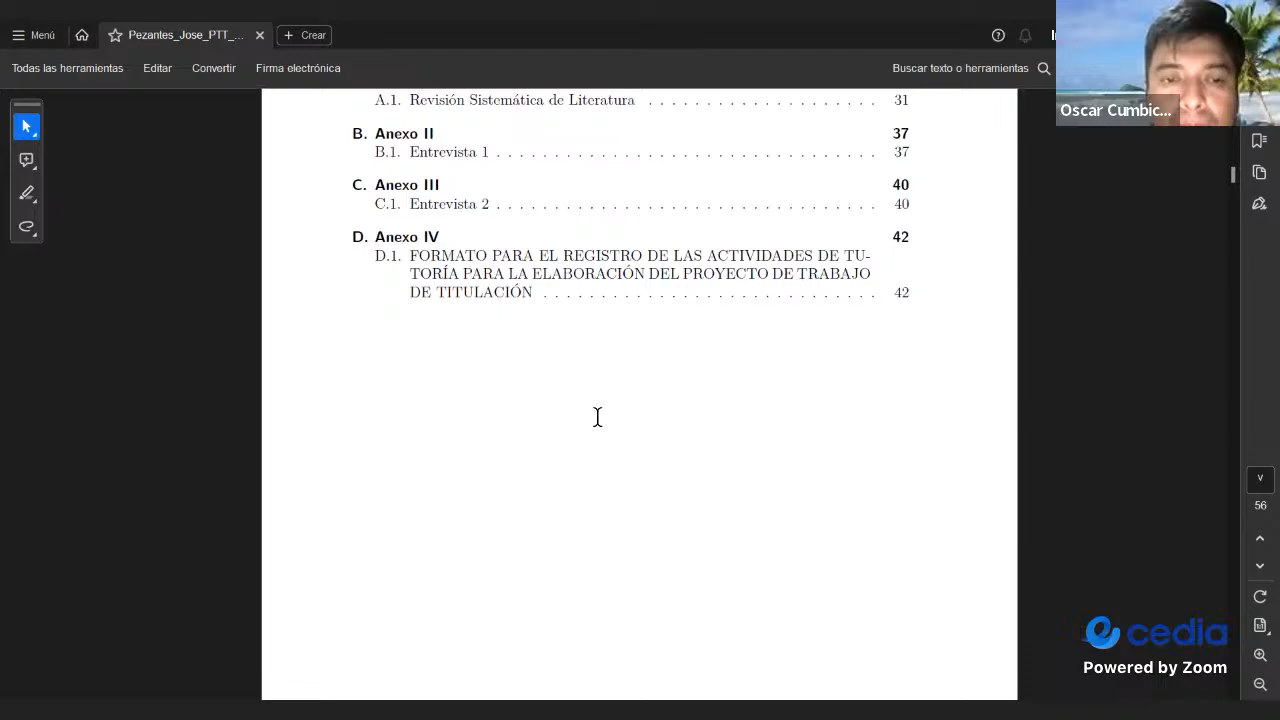 Menú
Pezantes_Jose_PTT_...
Crear
Todas las herramientas
Editar
Convertir
Firma electrónica
Buscar texto o herramientas
Oscar Cumbic...
A.1. Revisión Sistemática de Literatura . . . . . . . . . . . . . . . . . . . . 31
B. Anexo II 37
B.1. Entrevista 1 . . . . . . . . . . . . . . . . . . . . . . . . . . . . . . . . 37
C. Anexo III 40
C.1. Entrevista 2 . . . . . . . . . . . . . . . . . . . . . . . . . . . . . . . . 40
D. Anexo IV 42
D.1. FORMATO PARA EL REGISTRO DE LAS ACTIVIDADES DE TU-
TORÍA PARA LA ELABORACIÓN DEL PROYECTO DE TRABAJO
DE TITULACIÓN . . . . . . . . . . . . . . . . . . . . . . . . . . . . 42
v
56
cedia
Powered by Zoom